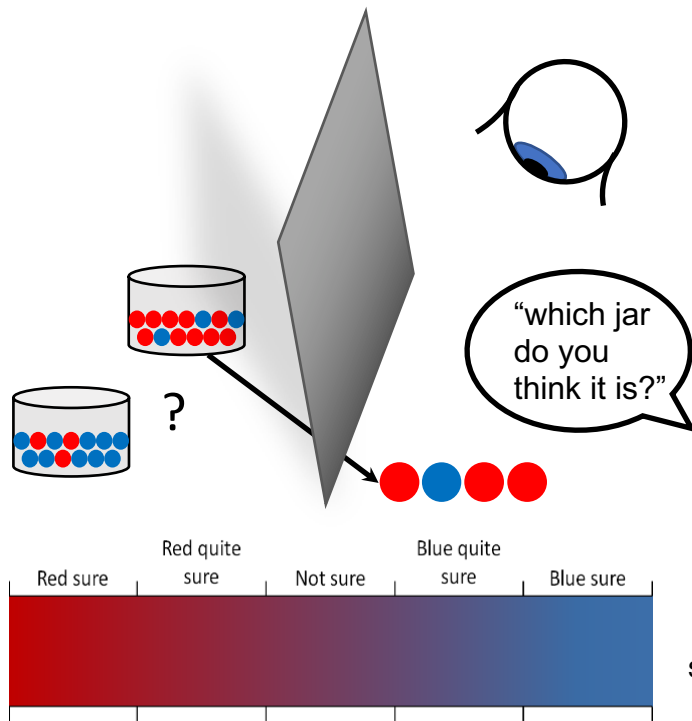 “which jar
do you
think it is?”
?
Red sure
Red quite
sure
Not sure
Blue quite
sure
Blue sure
s